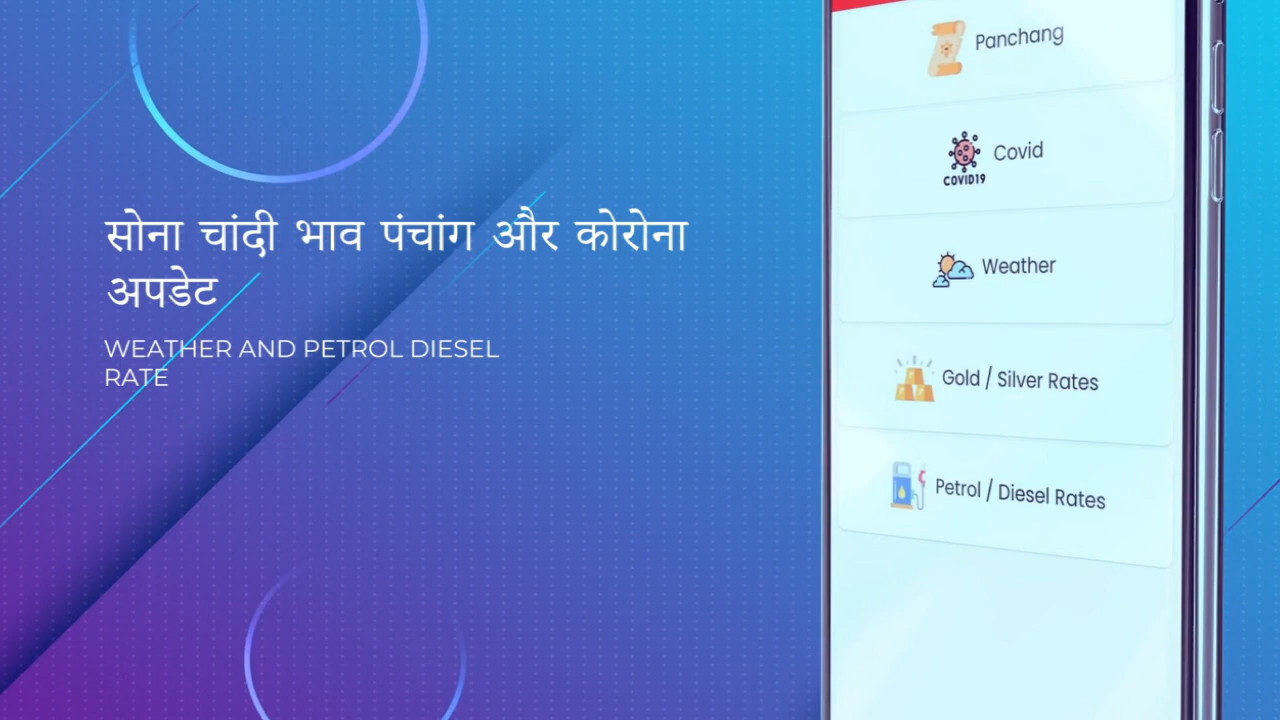 सोना चांदी भाव पंचांग और कोरोना
अपडेट
WEATHER AND PETROL DIESEL
RATE
Panchang
COVID19
Covid
Weather
Gold / Silver Rates
Petrol / Diesel Rates